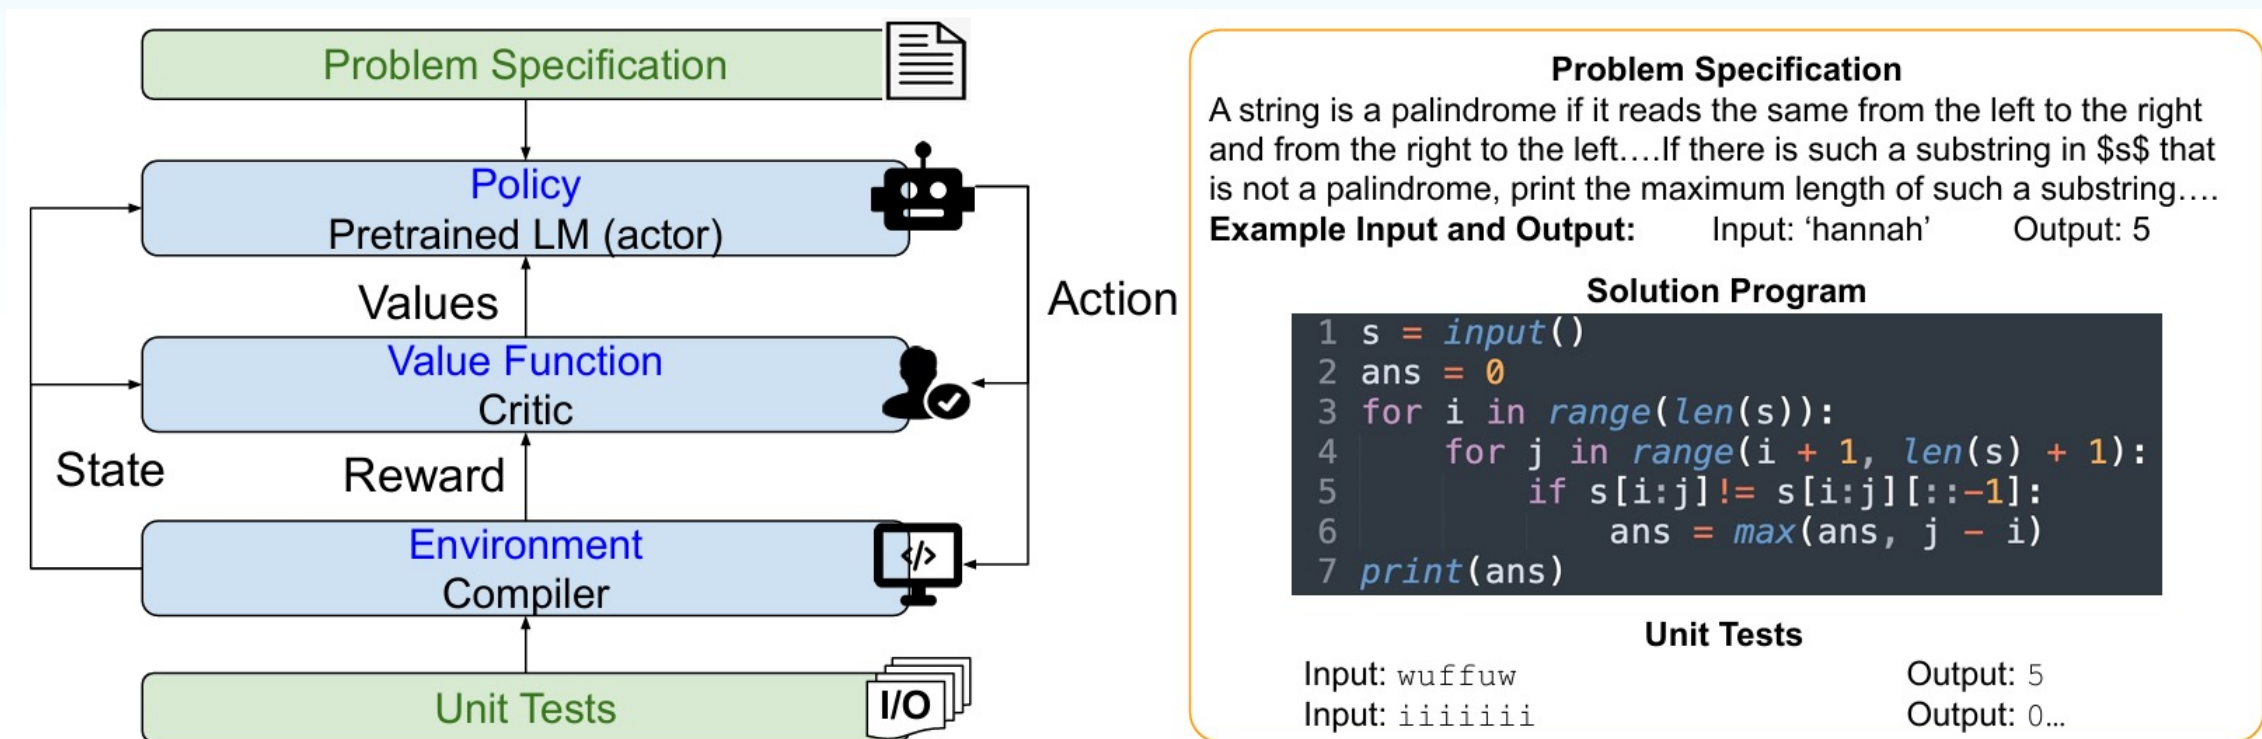 Problem Specification
Policy
Pretrained LM (actor)
Values
Action
Value Function
Critic
State
Reward
Environment
</>
Compiler
Unit Tests
I/O
Problem Specification
A string is a palindrome if it reads the same from the left to the right
and from the right to the left….If there is such a substring in $s$ that
is not a palindrome, print the maximum length of such a substring….
Example Input and Output: Input: ‘hannah’ Output: 5
Solution Program
1 s = input()
2 ans = 0
3 for i in range(len(s)):
4 for j in range(i + 1, len(s) + 1):
5 if s[i:j]!= s[i:j][::-1]:
6 ans = max(ans, j - i)
7 print(ans)
Unit Tests
Input: wuffuw Output: 5
Input: iiiiiii Output: 0…